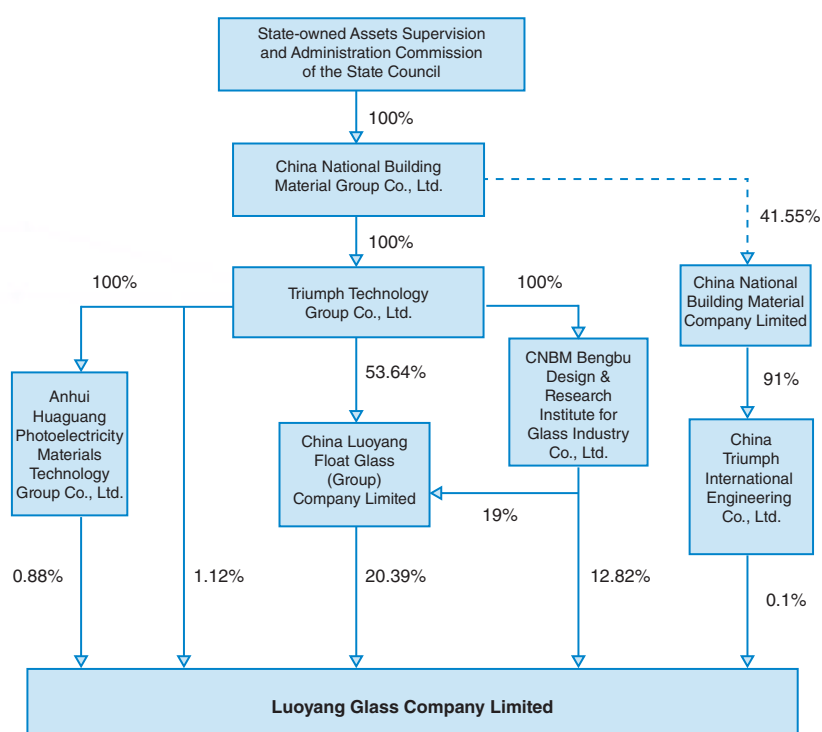 State-owned Assets Supervision
and Administration Commission
of the State Council
100%
China National Building
Material Group Co., Ltd.
41.55%
100%
100%
Triumph Technology
Group Co., Ltd.
100%
China National
Building Material
Company Limited
53.64%
CNBM Bengbu
Design &
Research
Institute for
Glass Industry
Co., Ltd.
91%
Anhui
Huaguang
Photoelectricity
Materials
Technology
Group Co., Ltd.
China Luoyang
Float Glass
(Group)
Company Limited
China
Triumph
International
Engineering
Co., Ltd.
19%
0.88%
1.12%
20.39%
12.82%
0.1%
Luoyang Glass Company Limited